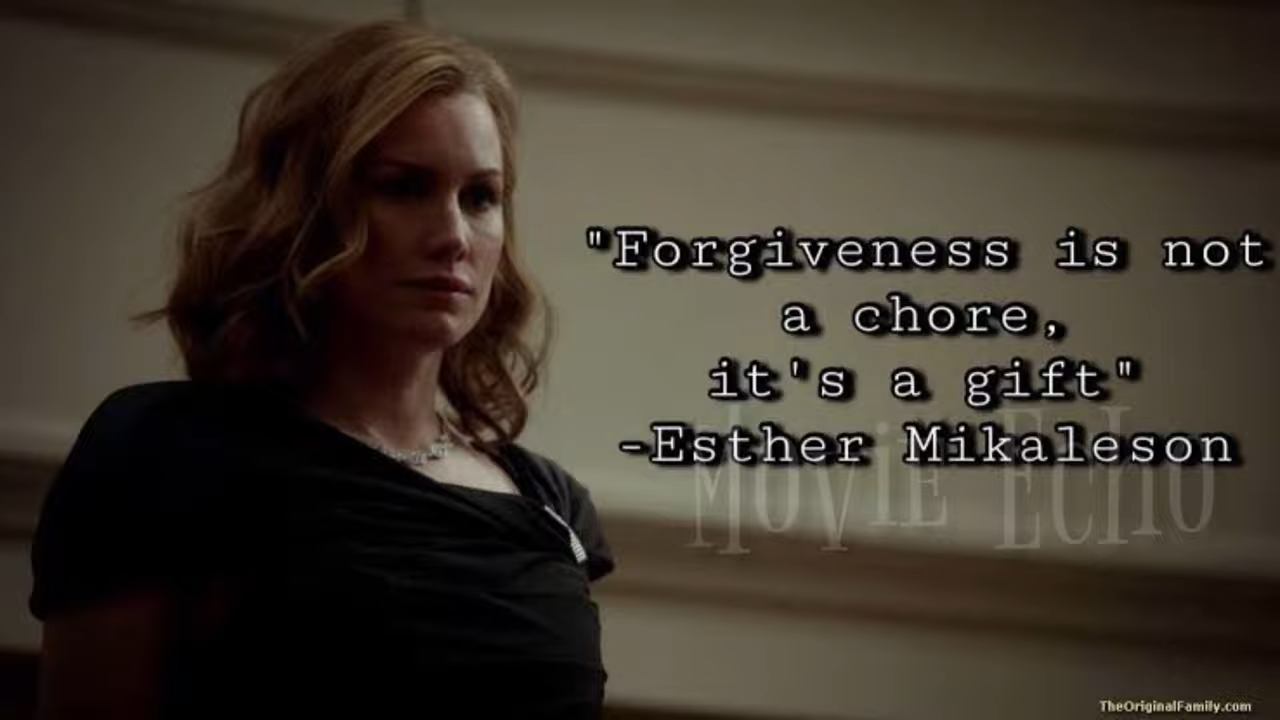 "Forgiveness is not
a chore,
it's a gift"
-Esther Mikaleson
MOViE ECHO
TheOriginalFamily.com